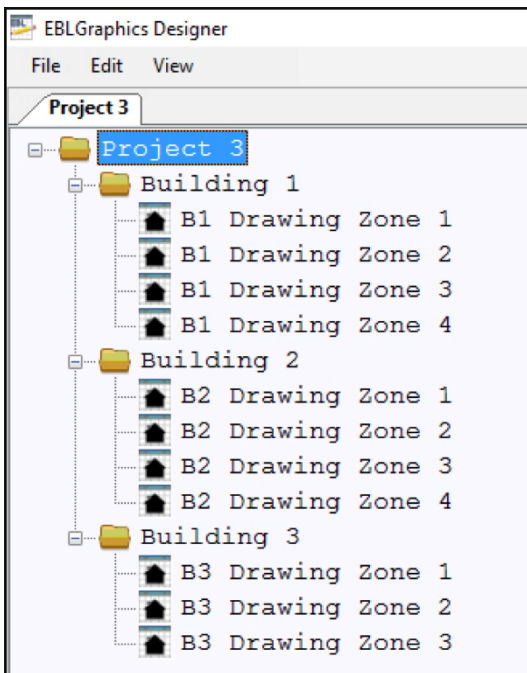 EBLGraphics Designer
File Edit View
Project 3
Project 3
Building 1
B1 Drawing Zone 1
B1 Drawing Zone 2
B1 Drawing Zone 3
B1 Drawing Zone 4
Building 2
B2 Drawing Zone 1
B2 Drawing Zone 2
B2 Drawing Zone 3
B2 Drawing Zone 4
Building 3
B3 Drawing Zone 1
B3 Drawing Zone 2
B3 Drawing Zone 3